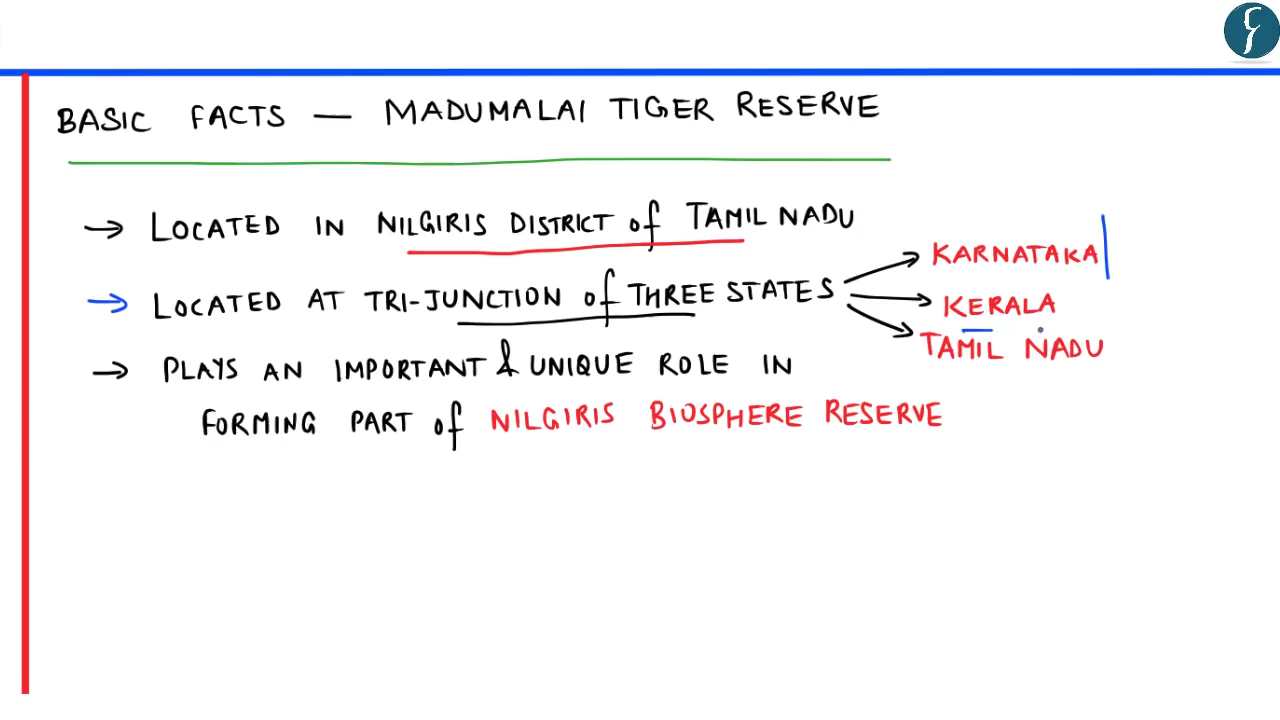 BASIC FACTS — MADUMALAI TIGER RESERVE
→ LOCATED IN NILGIRIS DISTRICT of TAMIL NADU
→ LOCATED AT TRI-JUNCTION of THREE STATES
KARNATAKA
KERALA
TAMIL NADU
→ PLAYS AN IMPORTANT & UNIQUE ROLE IN
FORMING PART of NILGIRIS BIOSPHERE RESERVE